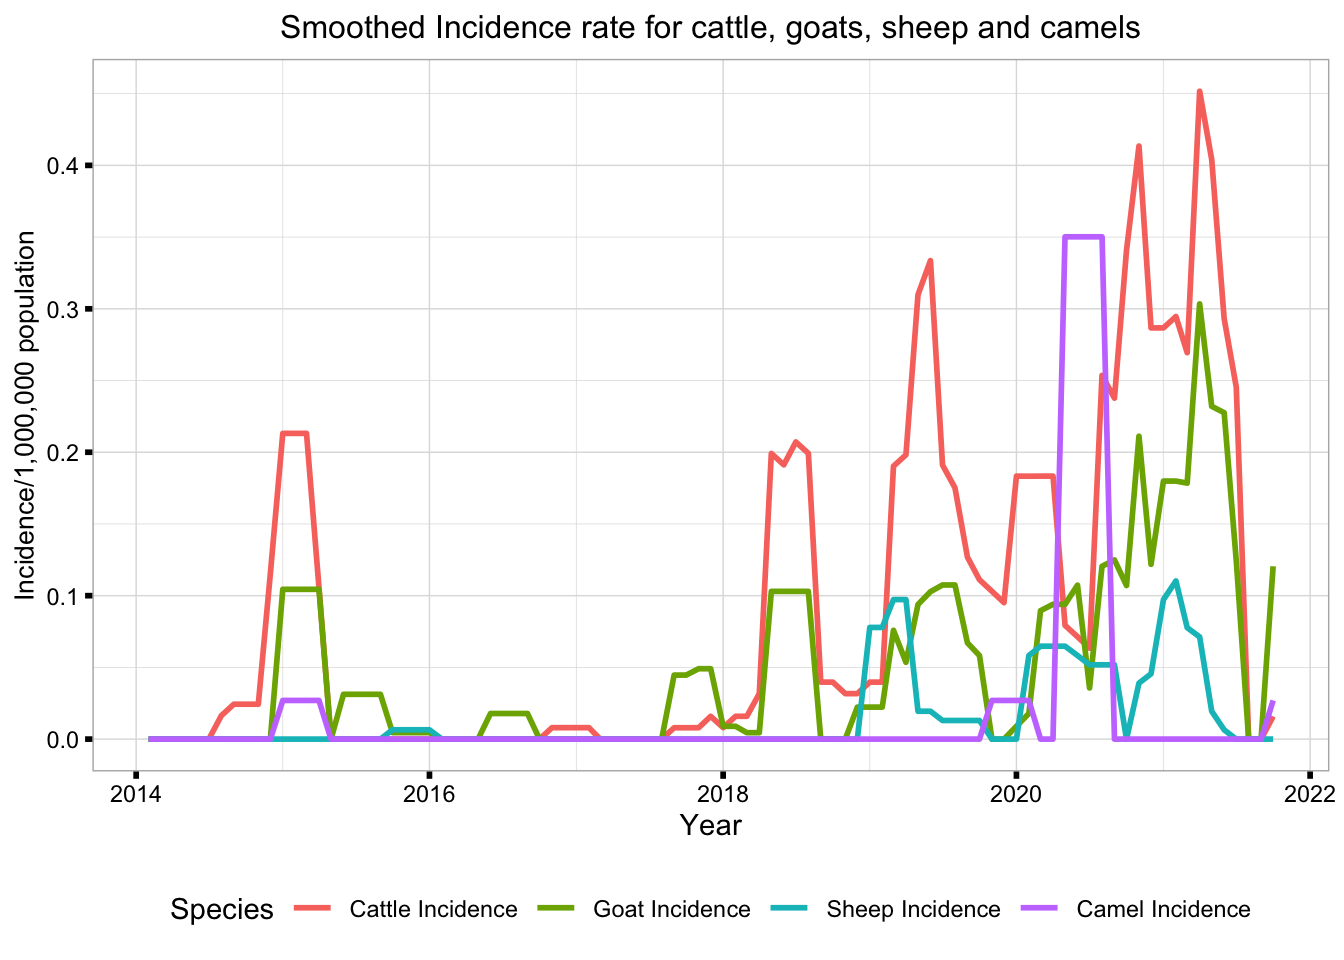 Smoothed Incidence rate for cattle, goats, sheep and camels
Incidence/1,000,000 population
0.4
0.3
0.2
0.1
0.0
2014 2016 2018 2020 2022
Year
Species Cattle Incidence Goat Incidence Sheep Incidence Camel Incidence